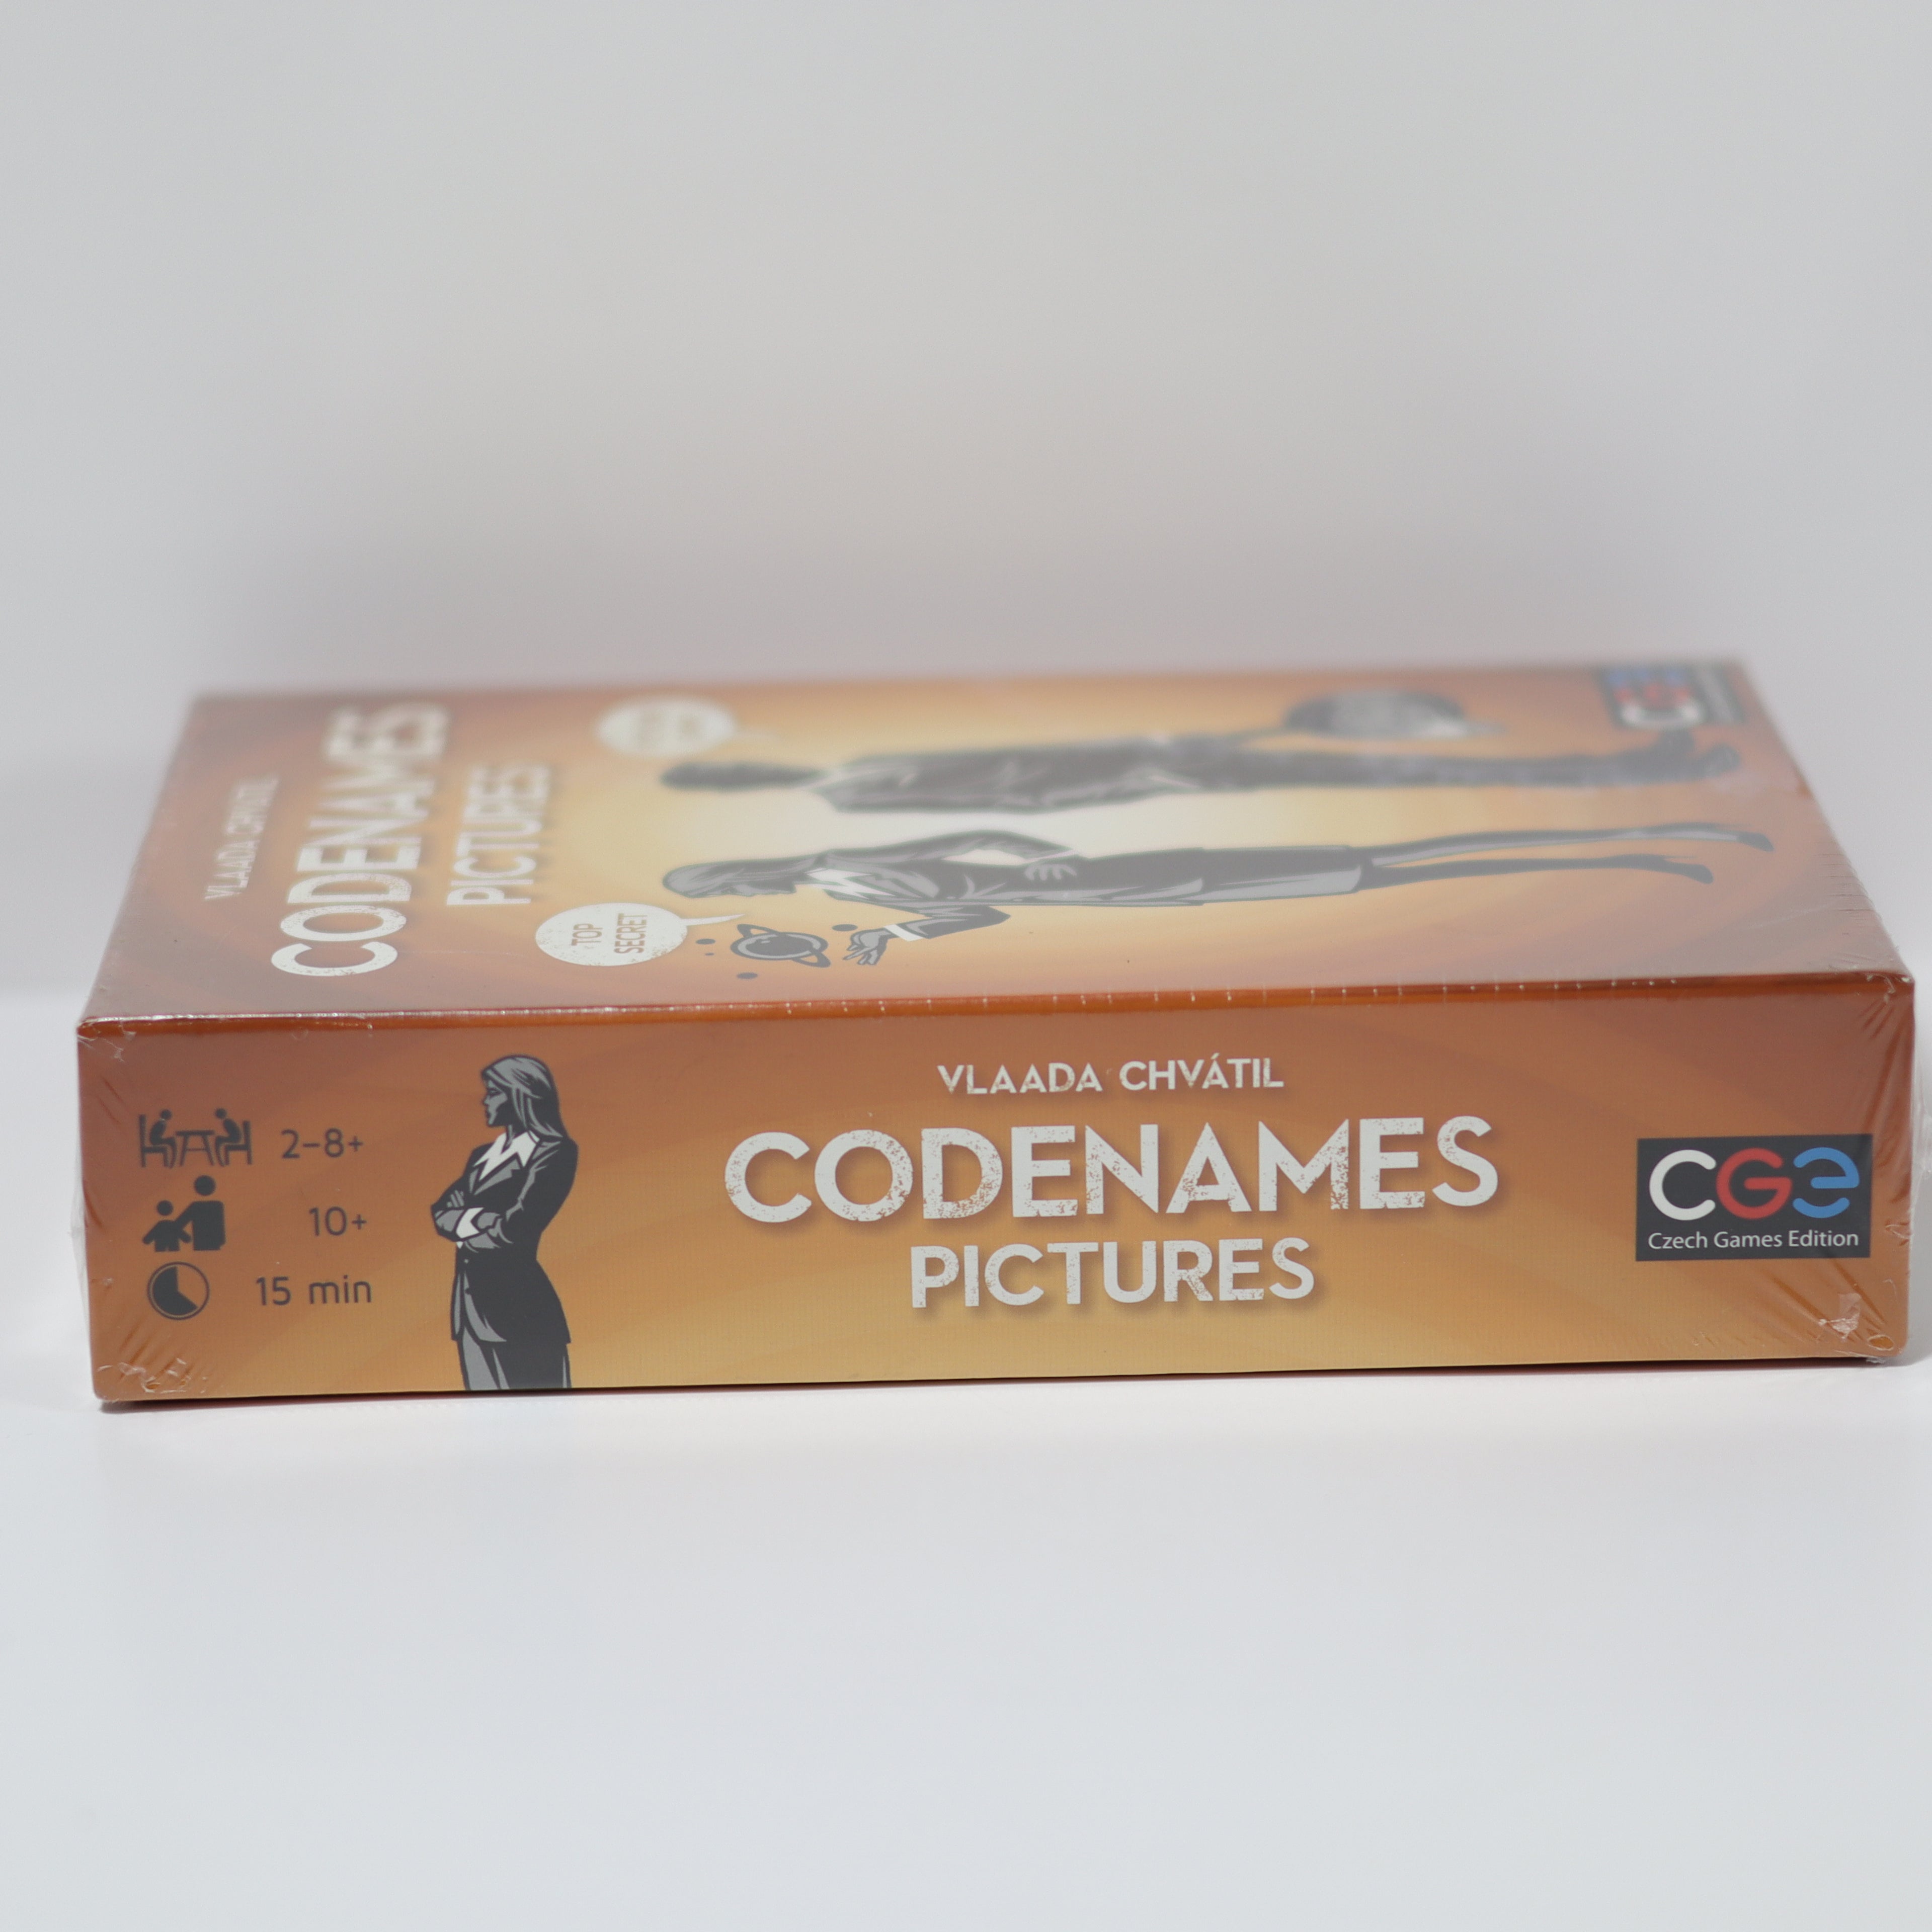 VLAADA CHVÁTIL
CODENAMES
PICTURES
TOP
SECRET
2–8+
10+
15 min
VLAADA CHVÁTIL
CODENAMES
PICTURES
CGE
Czech Games Edition